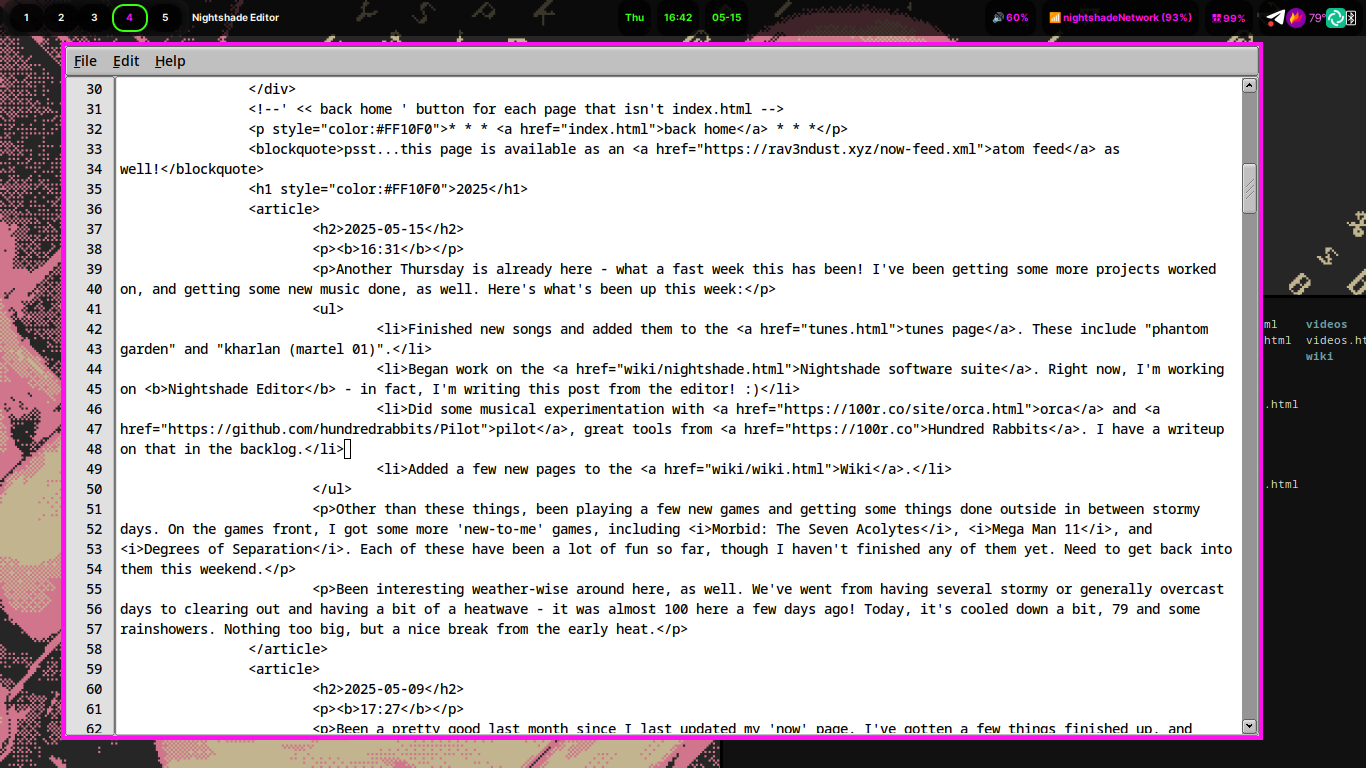 1 2 3 4 5 Nightshade Editor Thu 16:42 05-15 60% nightshadeNetwork (93%) 99% 79°
File Edit Help
30 </div>
31 <!--' << back home ' button for each page that isn't index.html -->
32 <p style="color:#FF10F0">* * * <a href="index.html">back home</a> * * *</p>
33 <blockquote>psst...this page is available as an <a href="https://rav3ndust.xyz/now-feed.xml">atom feed</a> as
34 well!</blockquote>
35 <h1 style="color:#FF10F0">2025</h1>
36 <article>
37 <h2>2025-05-15</h2>
38 <p><b>16:31</b></p>
39 <p>Another Thursday is already here - what a fast week this has been! I've been getting some more projects worked
40 on, and getting some new music done, as well. Here's what's been up this week:</p>
41 <ul>
42 <li>Finished new songs and added them to the <a href="tunes.html">tunes page</a>. These include "phantom
43 garden" and "kharlan (martel 01)".</li>
44 <li>Began work on the <a href="wiki/nightshade.html">Nightshade software suite</a>. Right now, I'm working
45 on <b>Nightshade Editor</b> - in fact, I'm writing this post from the editor! :)</li>
46 <li>Did some musical experimentation with <a href="https://100r.co/site/orca.html">orca</a> and <a
47 href="https://github.com/hundredrabbits/Pilot">pilot</a>, great tools from <a href="https://100r.co">Hundred Rabbits</a>. I have a writeup
48 on that in the backlog.</li>
49 <li>Added a few new pages to the <a href="wiki/wiki.html">Wiki</a>.</li>
50 </ul>
51 <p>Other than these things, been playing a few new games and getting some things done outside in between stormy
52 days. On the games front, I got some more 'new-to-me' games, including <i>Morbid: The Seven Acolytes</i>, <i>Mega Man 11</i>, and
53 <i>Degrees of Separation</i>. Each of these have been a lot of fun so far, though I haven't finished any of them yet. Need to get back into
54 them this weekend.</p>
55 <p>Been interesting weather-wise around here, as well. We've went from having several stormy or generally overcast
56 days to clearing out and having a bit of a heatwave - it was almost 100 here a few days ago! Today, it's cooled down a bit, 79 and some
57 rainshowers. Nothing too big, but a nice break from the early heat.</p>
58 </article>
59 <article>
60 <h2>2025-05-09</h2>
61 <p><b>17:27</b></p>
62 <p>Been a pretty good last month since I last updated my 'now' page. I've gotten a few things finished up, and
ml videos
html videos.ht
wiki
.html
.html